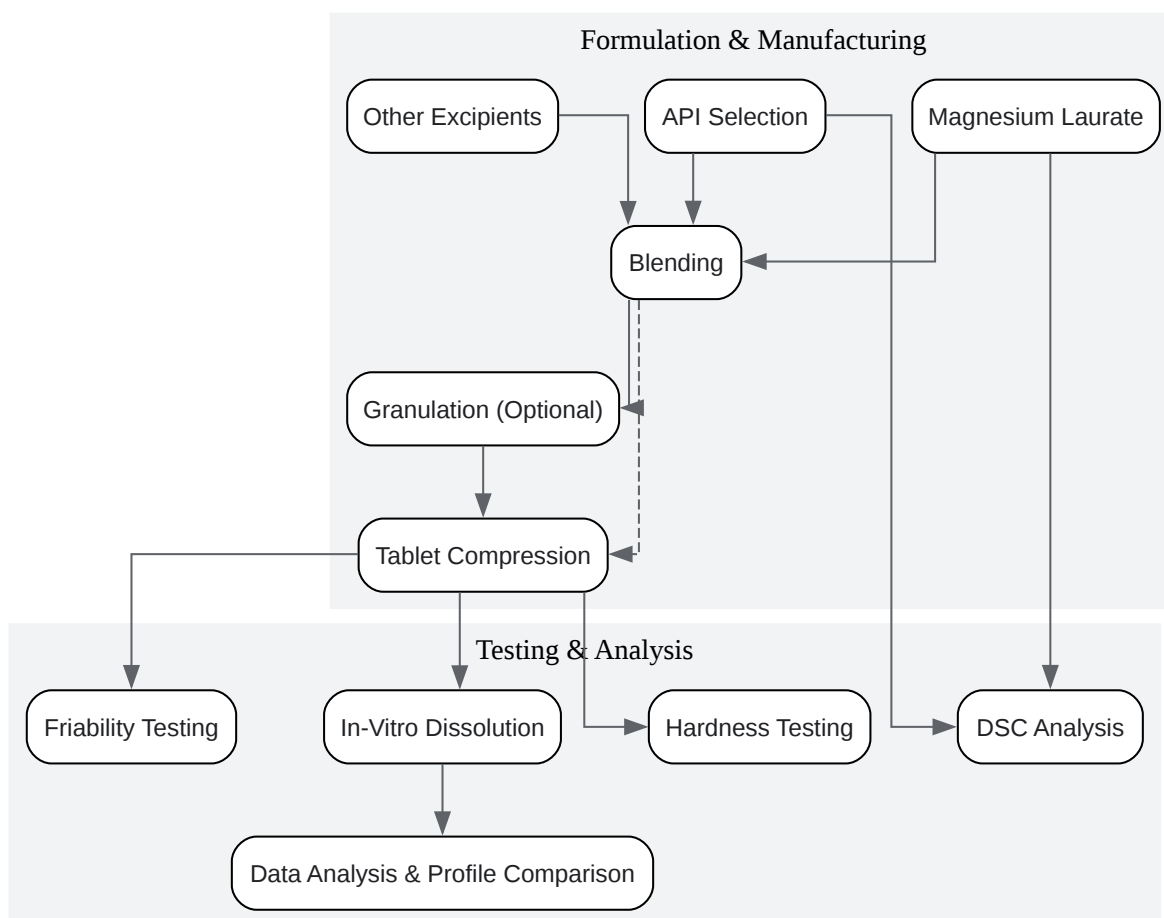 Formulation & Manufacturing
Other Excipients
API Selection
Magnesium Laurate
Blending
Granulation (Optional)
Tablet Compression
Testing & Analysis
Friability Testing
In-Vitro Dissolution
Hardness Testing
DSC Analysis
Data Analysis & Profile Comparison